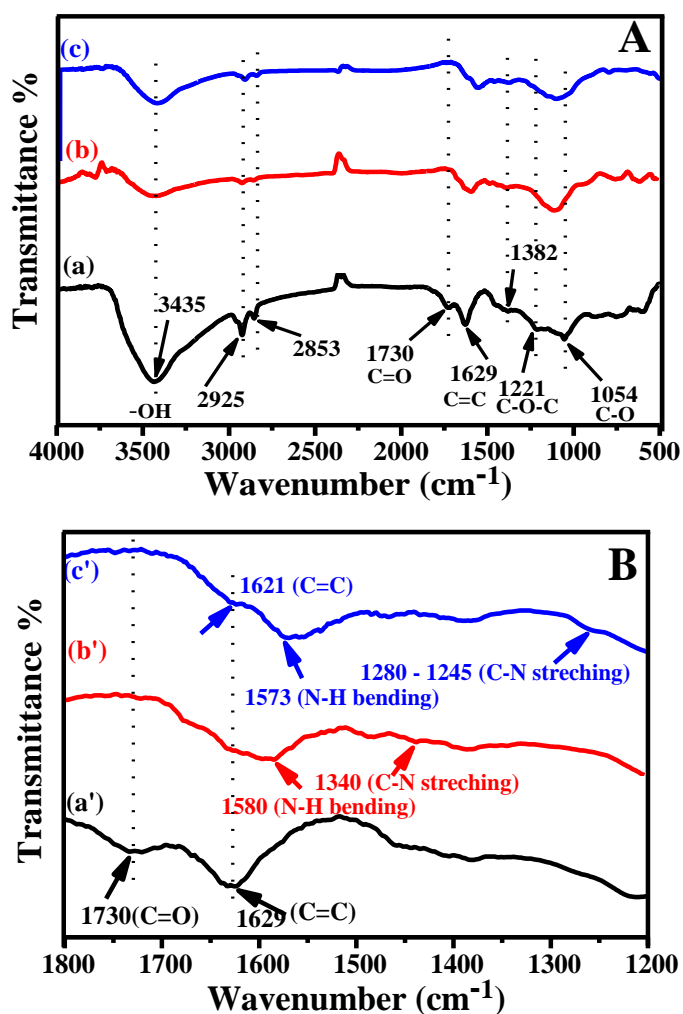 A
(c)
(b)
(a)
3435
1382
2853
2925
-OH
1730
C=O
1629
C=C
1221
C-O-C
1054
C-O
Transmittance %
4000 3500 3000 2500 2000 1500 1000 500
Wavenumber (cm-1)
B
(c')
1621 (C=C)
1280 - 1245 (C-N streching)
1573 (N-H bending)
(b')
1340 (C-N streching)
1580 (N-H bending)
(a')
1730(C=O)
1629 (C=C)
Transmittance %
1800 1700 1600 1500 1400 1300 1200
Wavenumber (cm-1)